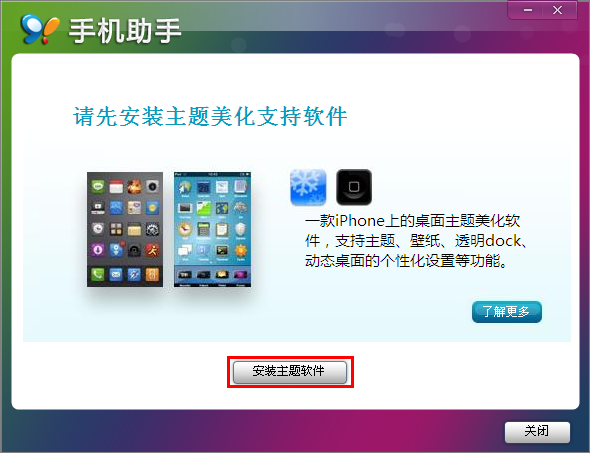 手机助手
请先安装主题美化支持软件
一款iPhone上的桌面主题美化软
件，支持主题、壁纸、透明dock、
动态桌面的个性化设置等功能。
了解更多
安装主题软件
关闭